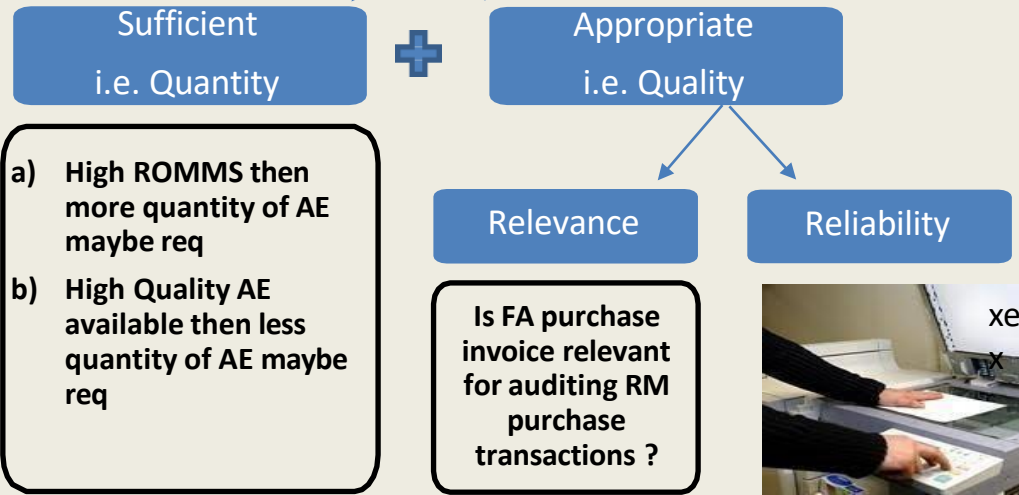 Sufficient
i.e. Quantity
Appropriate
i.e. Quality
a) High ROMMS then
more quantity of AE
maybe req
b) High Quality AE
available then less
quantity of AE maybe
req
Relevance
Reliability
Is FA purchase
invoice relevant
for auditing RM
purchase
transactions ?
xe
x